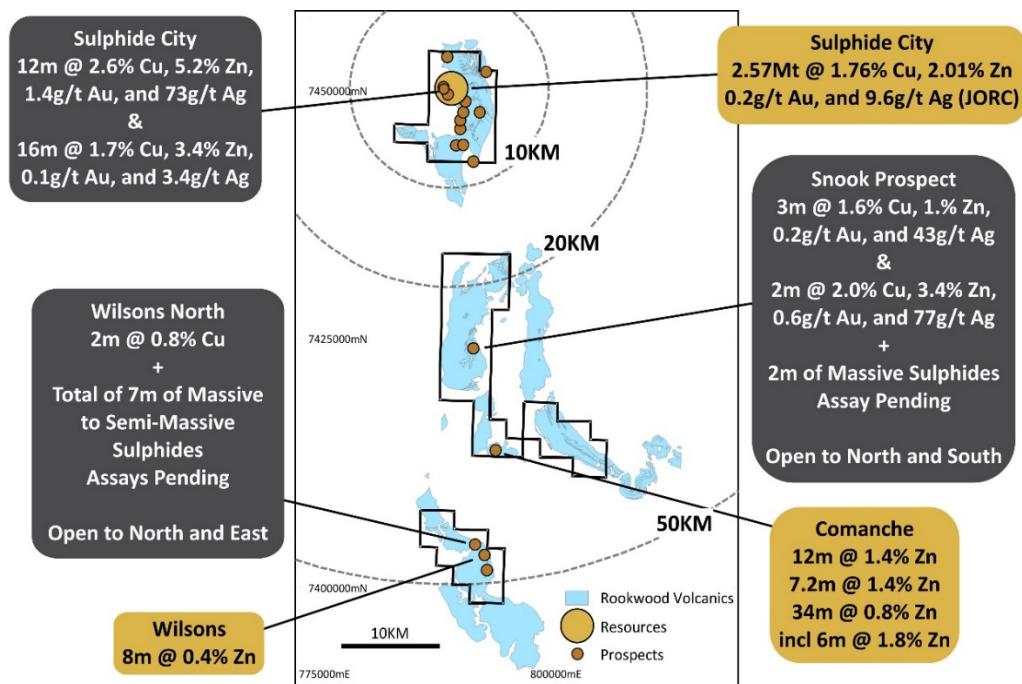 Sulphide City
12m @ 2.6% Cu, 5.2% Zn,
1.4g/t Au, and 73g/t Ag
&
16m @ 1.7% Cu, 3.4% Zn,
0.1g/t Au, and 3.4g/t Ag
Sulphide City
2.57Mt @ 1.76% Cu, 2.01% Zn
0.2g/t Au, and 9.6g/t Ag (JORC)
7450000mN
10KM
20KM
Snook Prospect
3m @ 1.6% Cu, 1.% Zn,
0.2g/t Au, and 43g/t Ag
&
2m @ 2.0% Cu, 3.4% Zn,
0.6g/t Au, and 77g/t Ag
+
2m of Massive Sulphides
Assay Pending
Open to North and South
Wilsons North
2m @ 0.8% Cu
+
Total of 7m of Massive
to Semi-Massive
Sulphides
Assays Pending
Open to North and East
7425000mN
50KM
Comanche
12m @ 1.4% Zn
7.2m @ 1.4% Zn
34m @ 0.8% Zn
incl 6m @ 1.8% Zn
7400000mN
Wilsons
8m @ 0.4% Zn
Rookwood Volcanics
Resources
Prospects
10KM
775000mE
800000mE